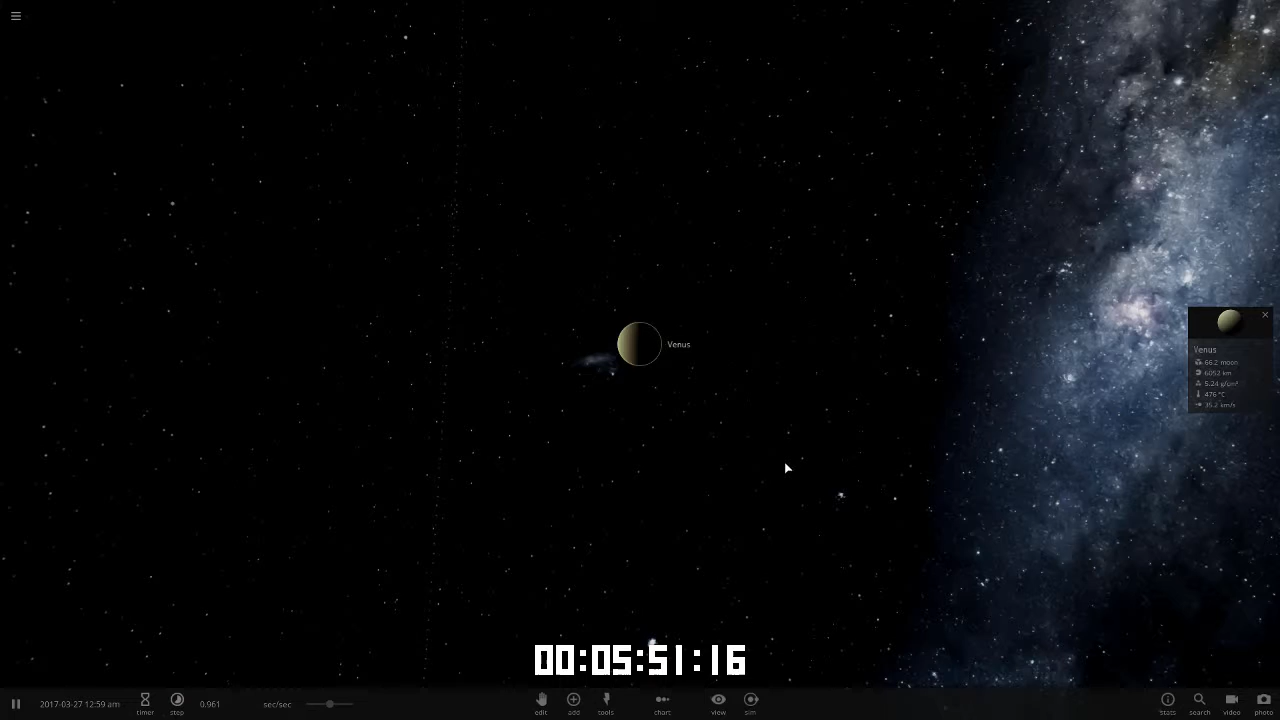 Venus
Venus
66.2 moon
6052 km
5.24 g/cm³
476 °C
35.2 km/s
00:05:51:16
2017-03-27 12:59 am
timer
step
0.961
sec/sec
edit
add
tools
chart
view
sim
stats
search
video
photo